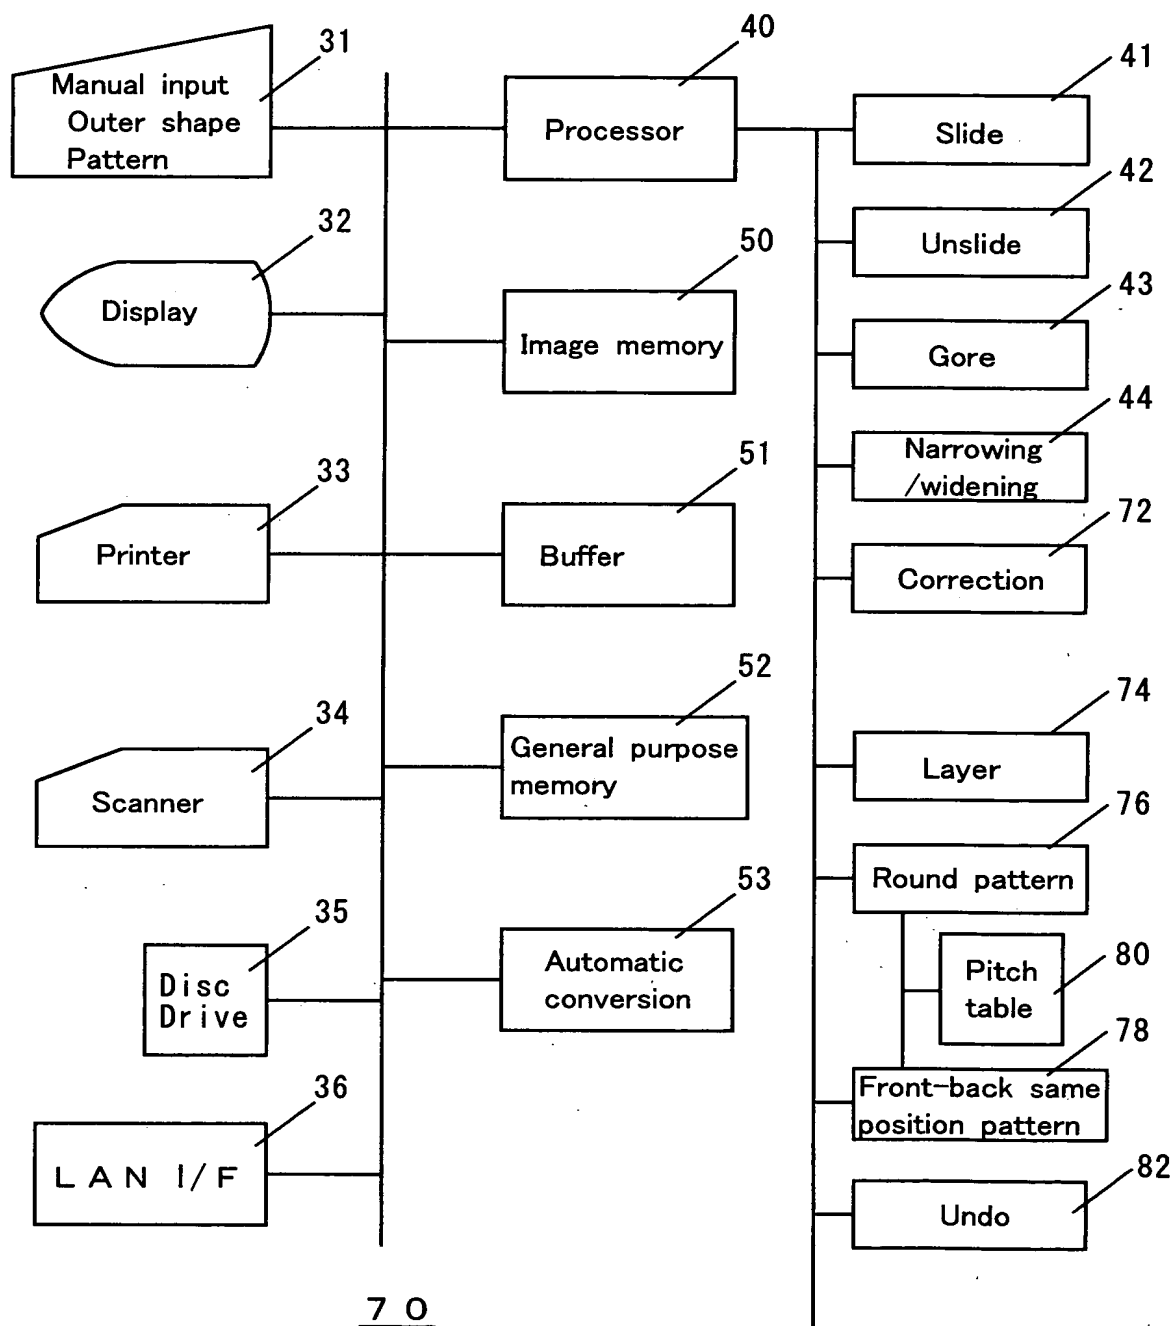 31
Manual input
Outer shape
Pattern
32
Display
33
Printer
34
Scanner
35
Disc
Drive
36
LAN I/F
40
Processor
50
Image memory
51
Buffer
52
General purpose
memory
53
Automatic
conversion
41
Slide
42
Unslide
43
Gore
44
Narrowing
/widening
72
Correction
74
Layer
76
Round pattern
80
Pitch
table
78
Front-back same
position pattern
82
Undo
70